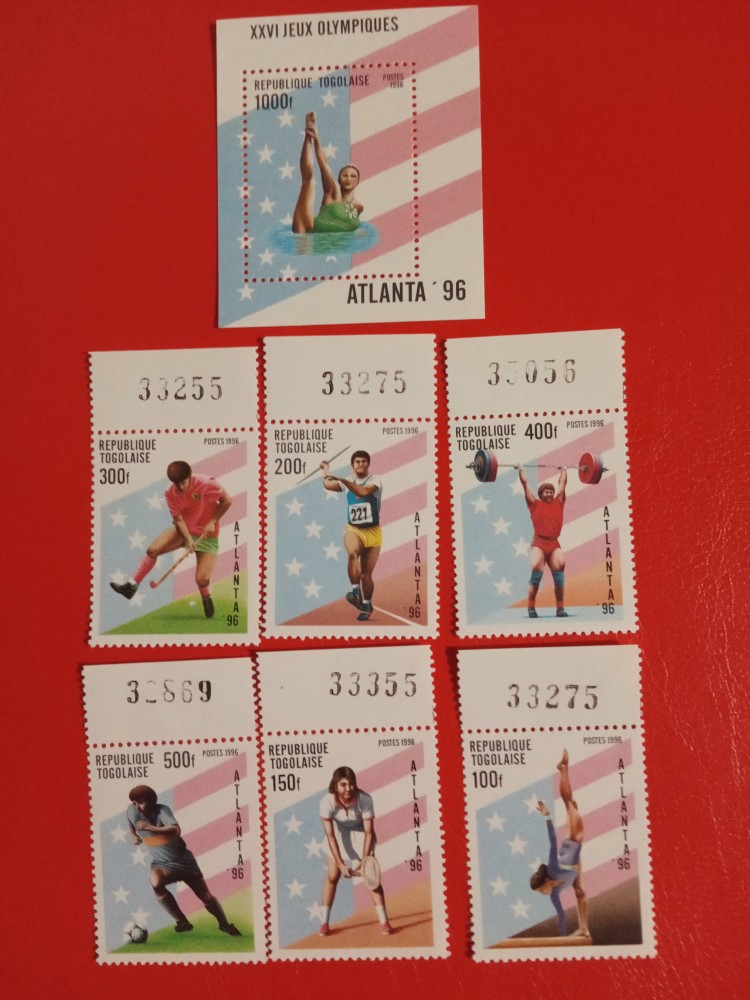 XXVI JEUX OLYMPIQUES
REPUBLIQUE TOGOLAISE
POSTES
1996
1000f
ATLANTA '96
33255
REPUBLIQUE
TOGOLAISE
POSTES 1996
300f
ATLANTA '96
33275
REPUBLIQUE
TOGOLAISE
POSTES 1996
200f
221
ATLANTA '96
REPUBLIQUE
TOGOLAISE
400f
POSTES 1996
ATLANTA '96
REPUBLIQUE
TOGOLAISE
500f
POSTES 1996
ATLANTA '96
33355
REPUBLIQUE
TOGOLAISE
POSTES 1996
150f
ATLANTA '96
33275
REPUBLIQUE
TOGOLAISE
POSTES 1996
100f
ATLANTA '96